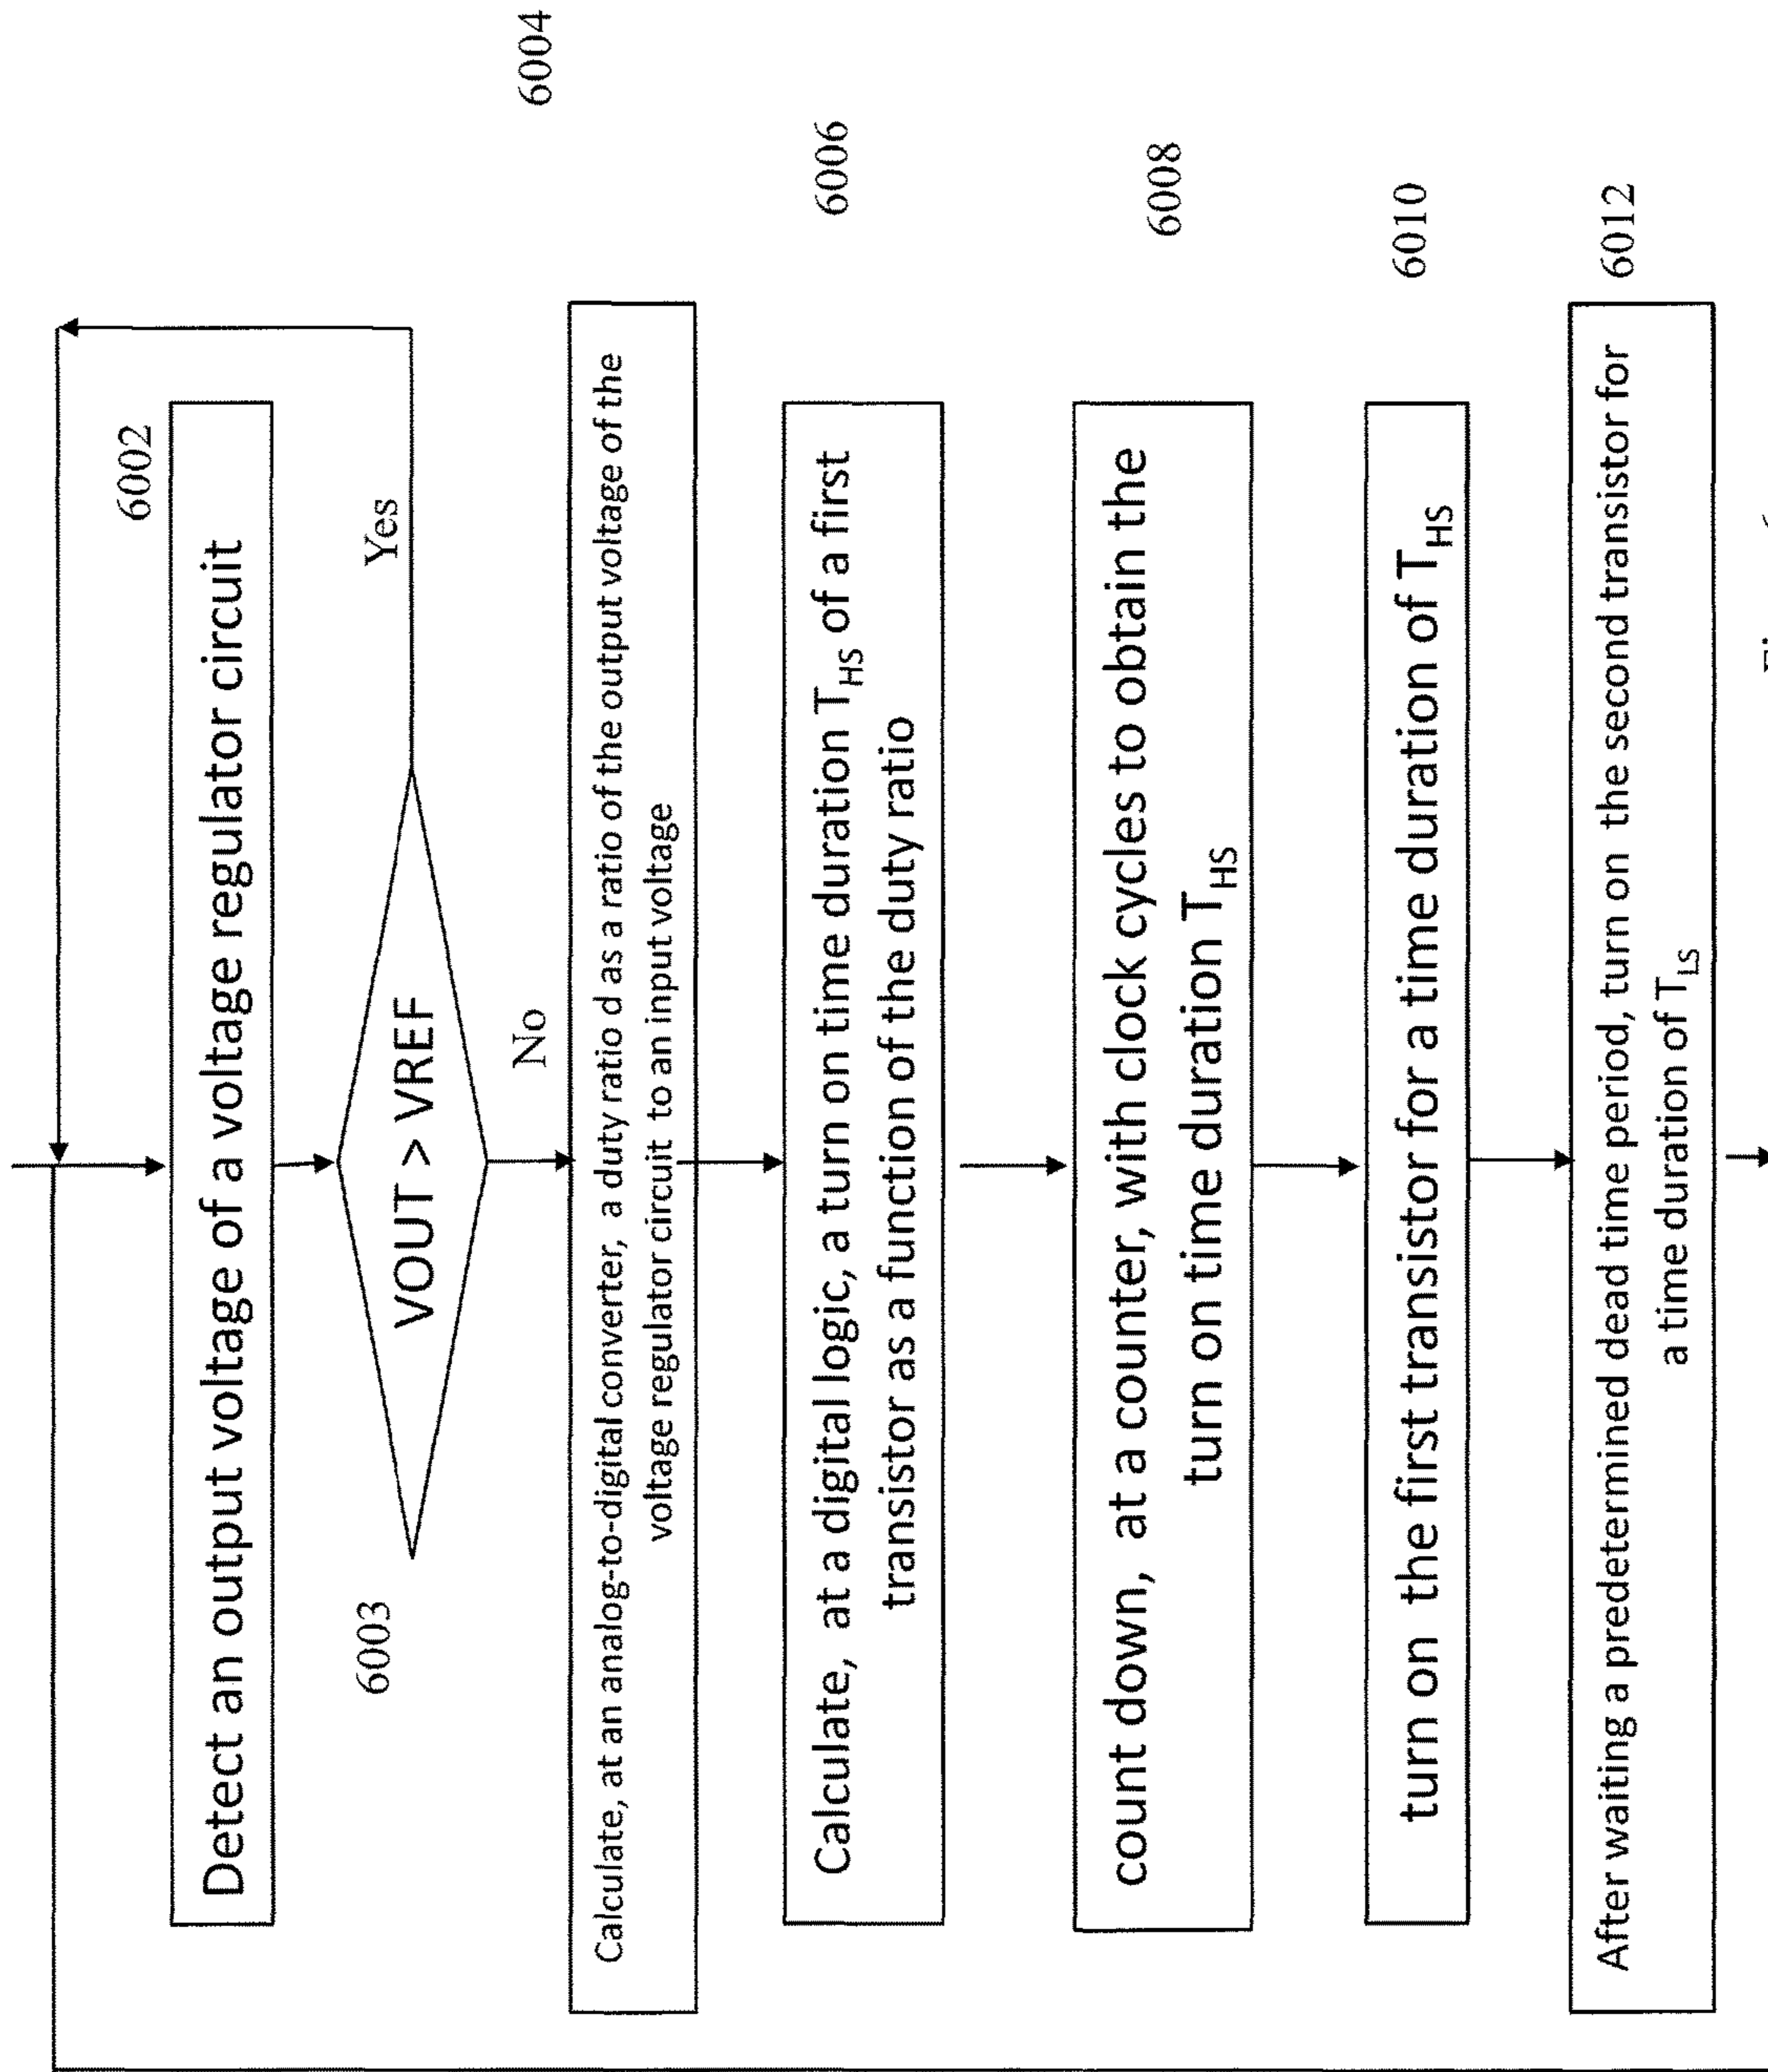 6002
Detect an output voltage of a voltage regulator circuit
6003
VOUT > VREF
Yes
No
6004
Calculate, at an analog-to-digital converter, a duty ratio d as a ratio of the output voltage of the
voltage regulator circuit to an input voltage
6006
Calculate, at a digital logic, a turn on time duration T_HS of a first
transistor as a function of the duty ratio
6008
count down, at a counter, with clock cycles to obtain the
turn on time duration T_HS
6010
turn on the first transistor for a time duration of T_HS
6012
After waiting a predetermined dead time period, turn on the second transistor for
a time duration of T_LS